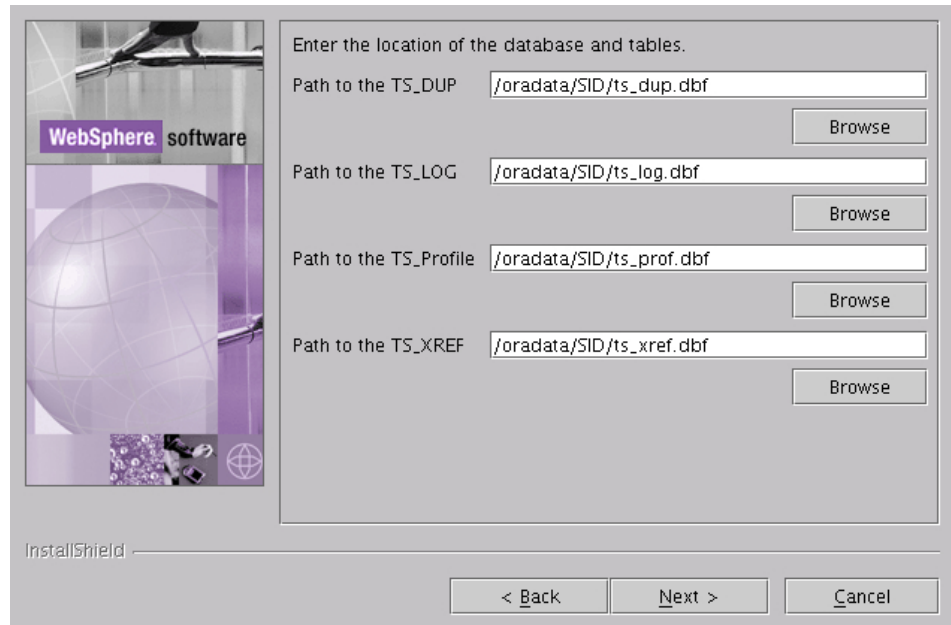 WebSphere. software
Enter the location of the database and tables.
Path to the TS_DUP /oradata/SID/ts_dup.dbf
Browse
Path to the TS_LOG /oradata/SID/ts_log.dbf
Browse
Path to the TS_Profile /oradata/SID/ts_prof.dbf
Browse
Path to the TS_XREF /oradata/SID/ts_xref.dbf
Browse
InstallShield
< Back Next > Cancel